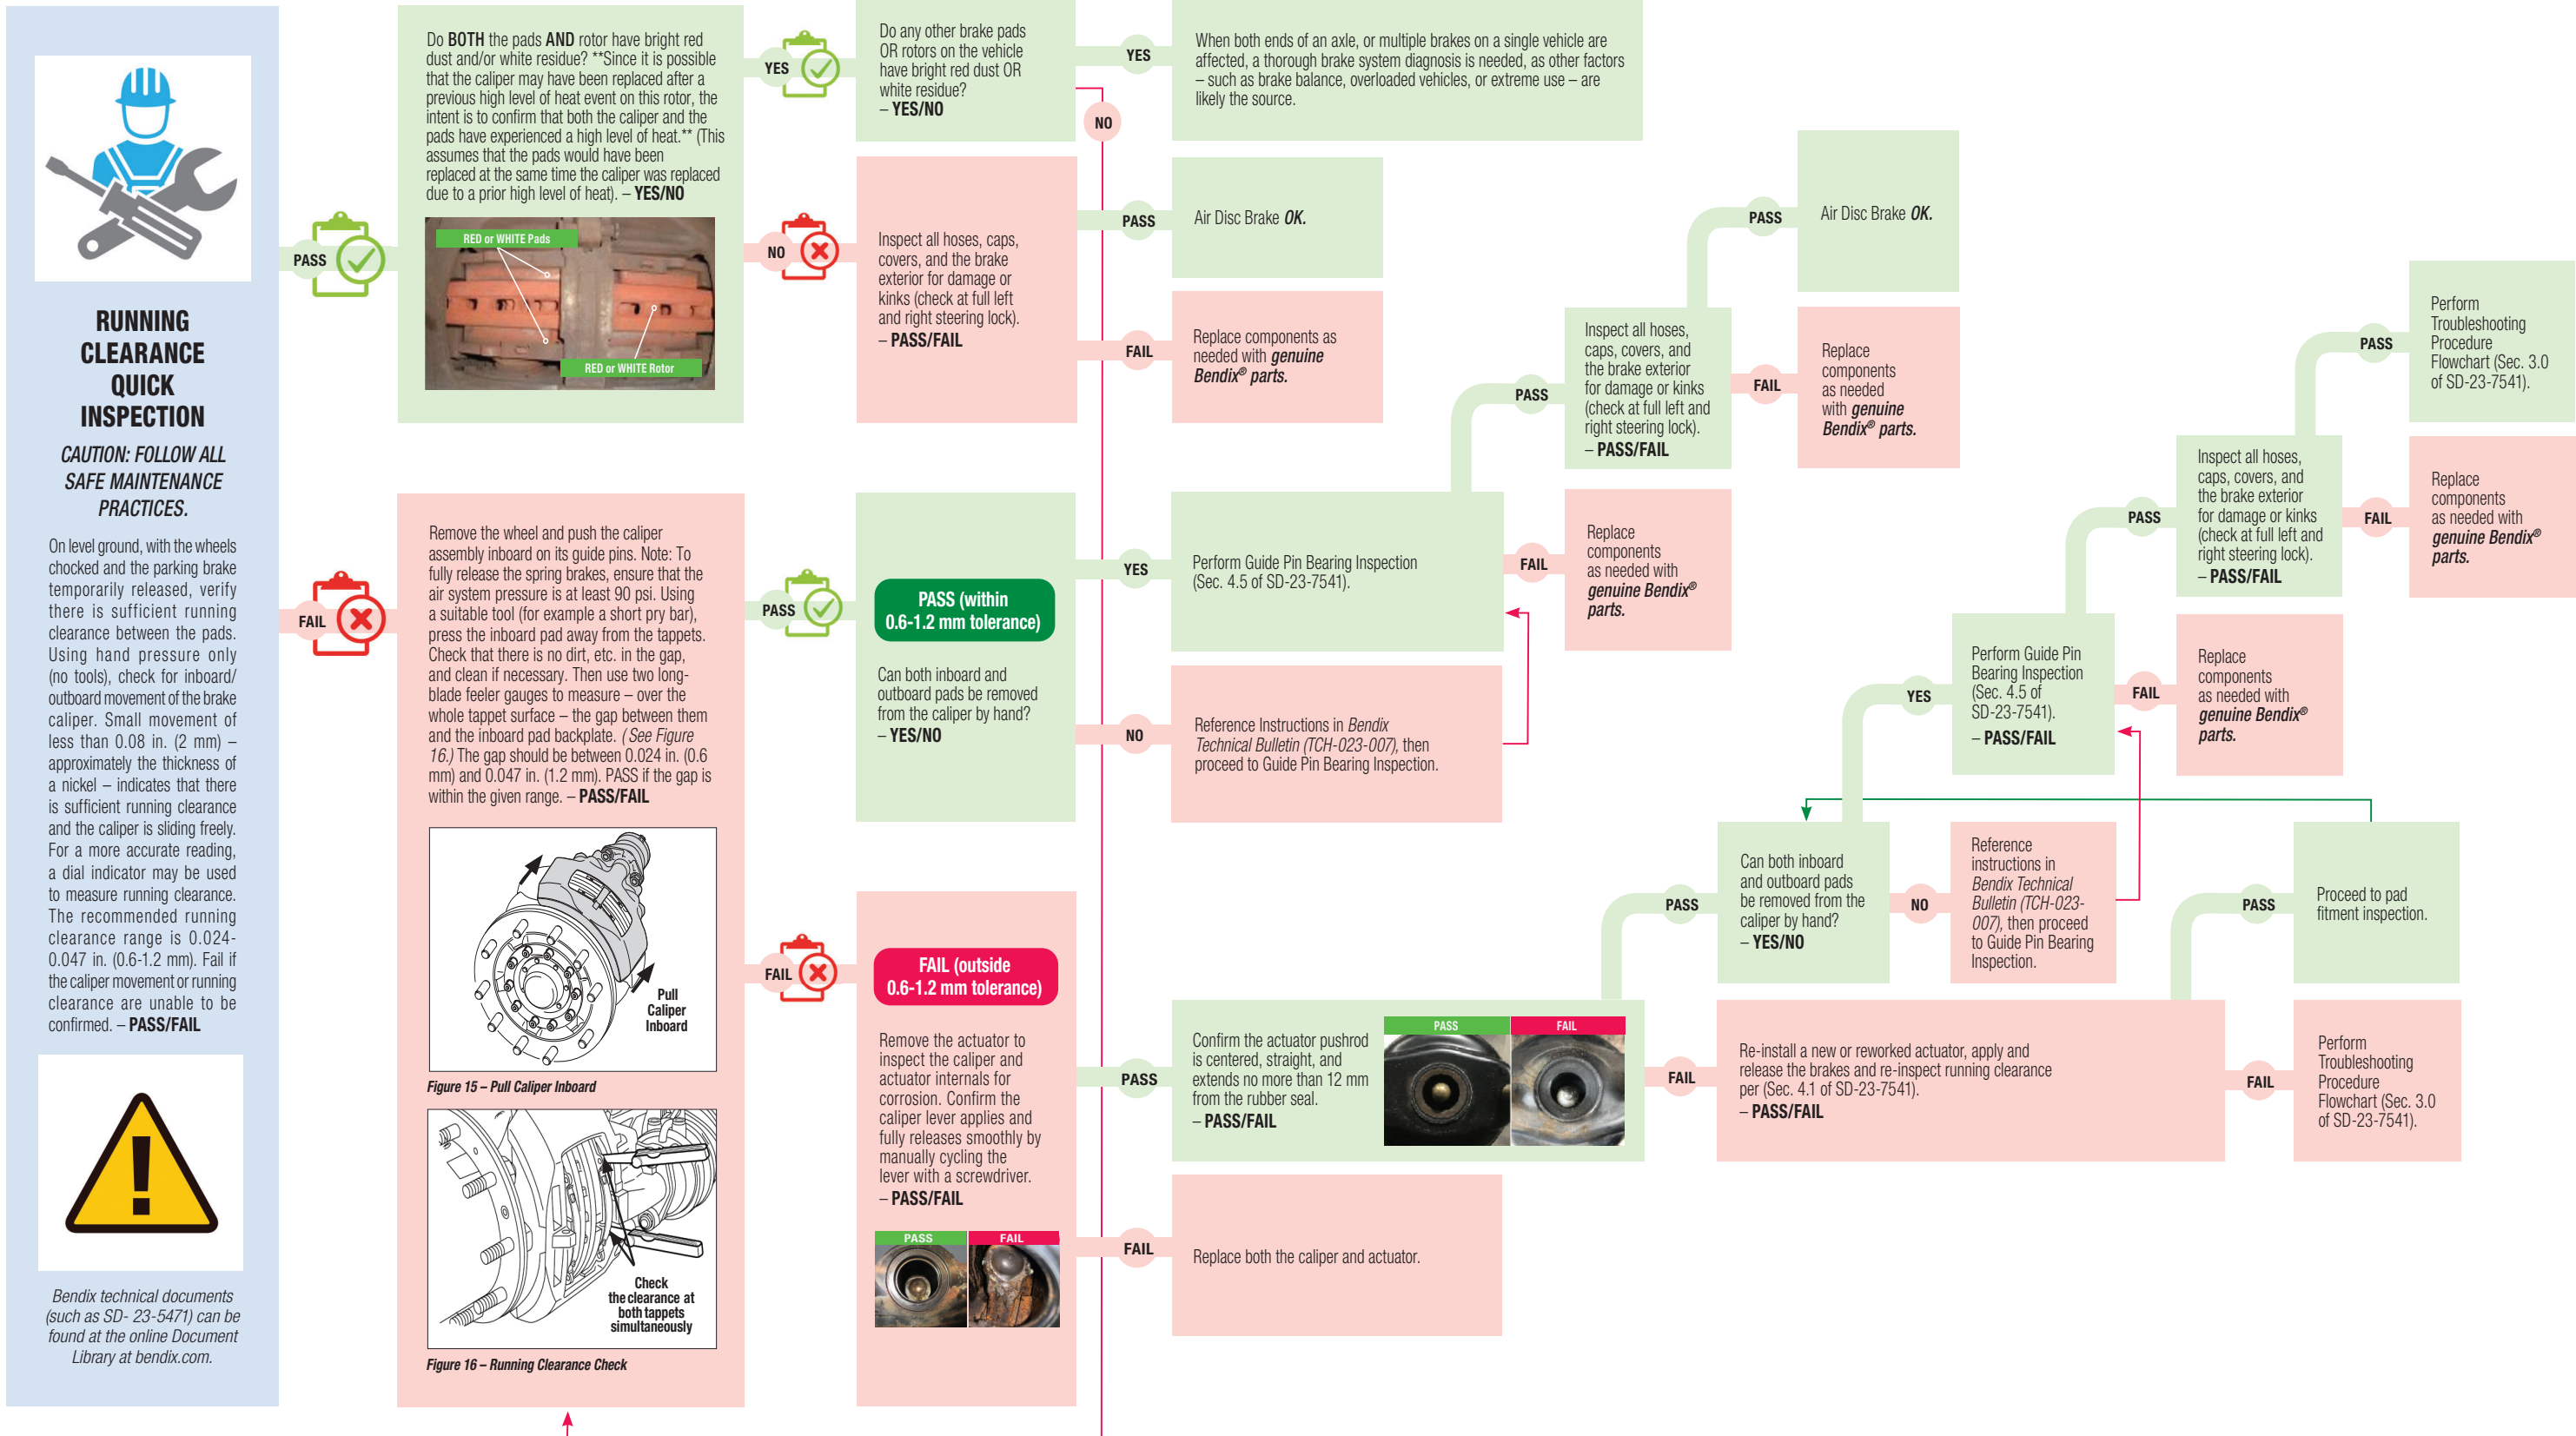 RUNNING
CLEARANCE
QUICK
INSPECTION
CAUTION: FOLLOW ALL
SAFE MAINTENANCE
PRACTICES.
On level ground, with the wheels
chocked and the parking brake
temporarily released, verify
there is sufficient running
clearance between the pads.
Using hand pressure only
(no tools), check for inboard/
outboard movement of the brake
caliper. Small movement of
less than 0.08 in. (2 mm) –
approximately the thickness of
a nickel – indicates that there
is sufficient running clearance
and the caliper is sliding freely.
For a more accurate reading,
a dial indicator may be used
to measure running clearance.
The recommended running
clearance range is 0.024-
0.047 in. (0.6-1.2 mm). Fail if
the caliper movement or running
clearance are unable to be
confirmed. – PASS/FAIL
Bendix technical documents
(such as SD- 23-5471) can be
found at the online Document
Library at bendix.com.
PASS
Do BOTH the pads AND rotor have bright red
dust and/or white residue? **Since it is possible
that the caliper may have been replaced after a
previous high level of heat event on this rotor, the
intent is to confirm that both the caliper and the
pads have experienced a high level of heat.** (This
assumes that the pads would have been
replaced at the same time the caliper was replaced
due to a prior high level of heat). – YES/NO
RED or WHITE Pads
RED or WHITE Rotor
YES
Do any other brake pads
OR rotors on the vehicle
have bright red dust OR
white residue?
– YES/NO
YES
When both ends of an axle, or multiple brakes on a single vehicle are
affected, a thorough brake system diagnosis is needed, as other factors
– such as brake balance, overloaded vehicles, or extreme use – are
likely the source.
NO
NO
Inspect all hoses, caps,
covers, and the brake
exterior for damage or
kinks (check at full left
and right steering lock).
– PASS/FAIL
PASS
Air Disc Brake OK.
FAIL
Replace components as
needed with genuine
Bendix® parts.
FAIL
Remove the wheel and push the caliper
assembly inboard on its guide pins. Note: To
fully release the spring brakes, ensure that the
air system pressure is at least 90 psi. Using
a suitable tool (for example a short pry bar),
press the inboard pad away from the tappets.
Check that there is no dirt, etc. in the gap,
and clean if necessary. Then use two long-
blade feeler gauges to measure – over the
whole tappet surface – the gap between them
and the inboard pad backplate. (See Figure
16.) The gap should be between 0.024 in. (0.6
mm) and 0.047 in. (1.2 mm). PASS if the gap is
within the given range. – PASS/FAIL
Pull
Caliper
Inboard
Figure 15 – Pull Caliper Inboard
Check
the clearance at
both tappets
simultaneously
Figure 16 – Running Clearance Check
PASS
PASS (within
0.6-1.2 mm tolerance)
Can both inboard and
outboard pads be removed
from the caliper by hand?
– YES/NO
YES
Perform Guide Pin Bearing Inspection
(Sec. 4.5 of SD-23-7541).
PASS
Inspect all hoses,
caps, covers, and
the brake exterior
for damage or kinks
(check at full left and
right steering lock).
– PASS/FAIL
PASS
Air Disc Brake OK.
FAIL
Replace
components
as needed
with genuine
Bendix® parts.
FAIL
Replace
components
as needed with
genuine Bendix®
parts.
NO
Reference Instructions in Bendix
Technical Bulletin (TCH-023-007), then
proceed to Guide Pin Bearing Inspection.
FAIL
FAIL (outside
0.6-1.2 mm tolerance)
Remove the actuator to
inspect the caliper and
actuator internals for
corrosion. Confirm the
caliper lever applies and
fully releases smoothly by
manually cycling the
lever with a screwdriver.
– PASS/FAIL
PASS
FAIL
PASS
Confirm the actuator pushrod
is centered, straight, and
extends no more than 12 mm
from the rubber seal.
– PASS/FAIL
PASS
FAIL
FAIL
Replace both the caliper and actuator.
PASS
Can both inboard
and outboard pads
be removed from the
caliper by hand?
– YES/NO
YES
Perform Guide Pin
Bearing Inspection
(Sec. 4.5 of
SD-23-7541).
– PASS/FAIL
PASS
Inspect all hoses,
caps, covers, and
the brake exterior
for damage or kinks
(check at full left and
right steering lock).
– PASS/FAIL
PASS
Perform
Troubleshooting
Procedure
Flowchart (Sec. 3.0
of SD-23-7541).
FAIL
Replace
components
as needed with
genuine Bendix®
parts.
FAIL
Replace
components
as needed with
genuine Bendix®
parts.
NO
Reference
instructions in
Bendix Technical
Bulletin (TCH-023-
007), then proceed
to Guide Pin Bearing
Inspection.
FAIL
Re-install a new or reworked actuator, apply and
release the brakes and re-inspect running clearance
per (Sec. 4.1 of SD-23-7541).
– PASS/FAIL
PASS
Proceed to pad
fitment inspection.
FAIL
Perform
Troubleshooting
Procedure
Flowchart (Sec. 3.0
of SD-23-7541).